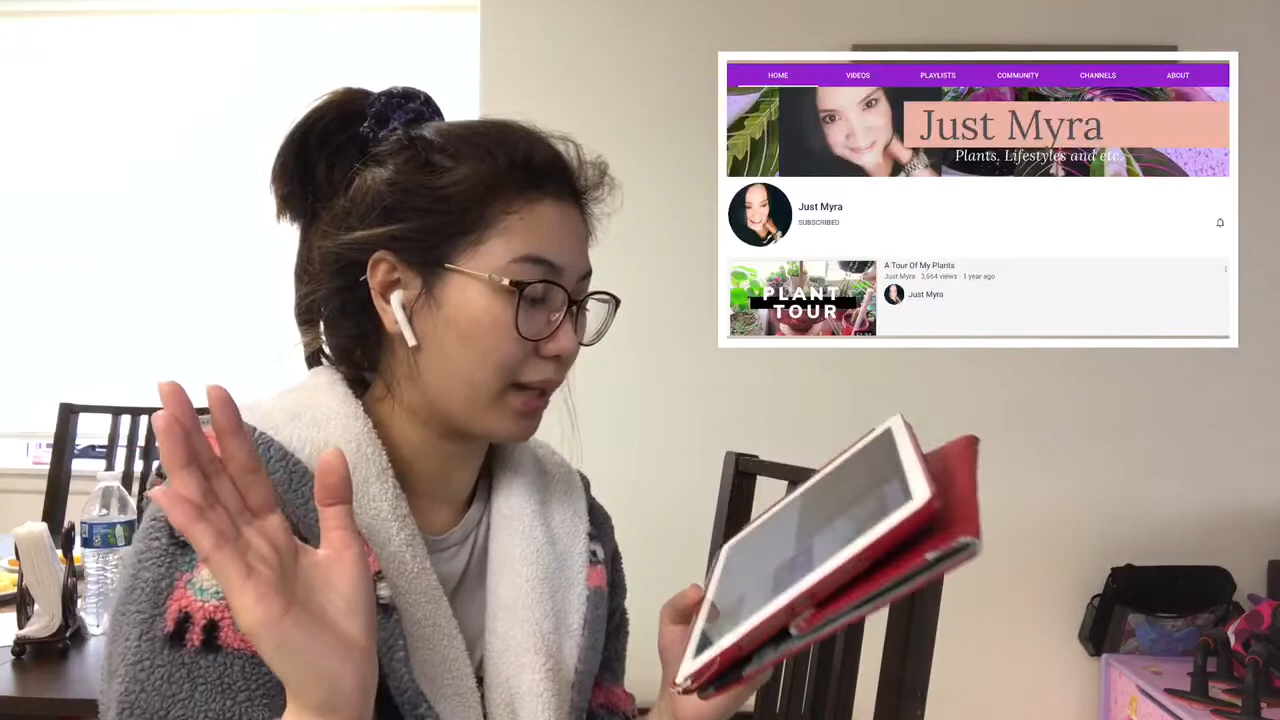 HOME VIDEOS PLAYLISTS COMMUNITY CHANNELS ABOUT
Just Myra
Plants, Lifestyles and etc.
Just Myra
SUBSCRIBED
A Tour Of My Plants
Just Myra 3,664 views · 1 year ago
Just Myra
PLANT
TOUR